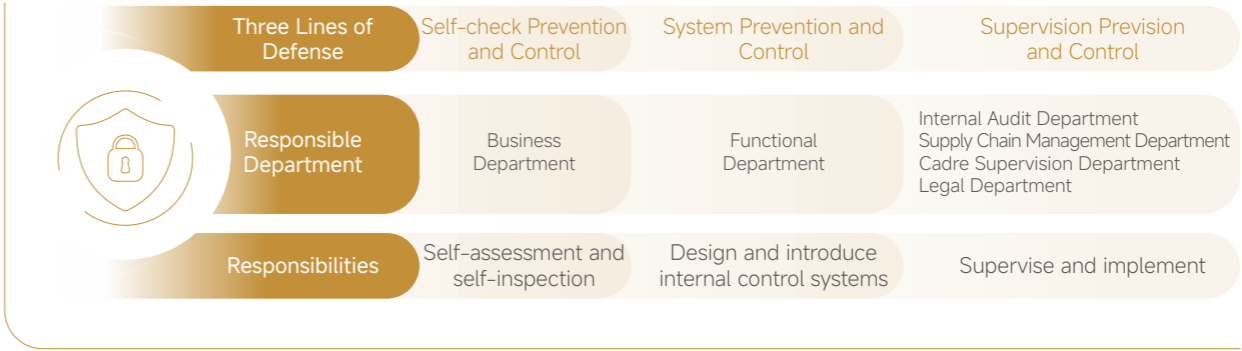 Three Lines of
Defense
Self-check Prevention
and Control
System Prevention and
Control
Supervision Prevision
and Control
Responsible
Department
Business
Department
Functional
Department
Internal Audit Department
Supply Chain Management Department
Cadre Supervision Department
Legal Department
Responsibilities
Self-assessment and
self-inspection
Design and introduce
internal control systems
Supervise and implement